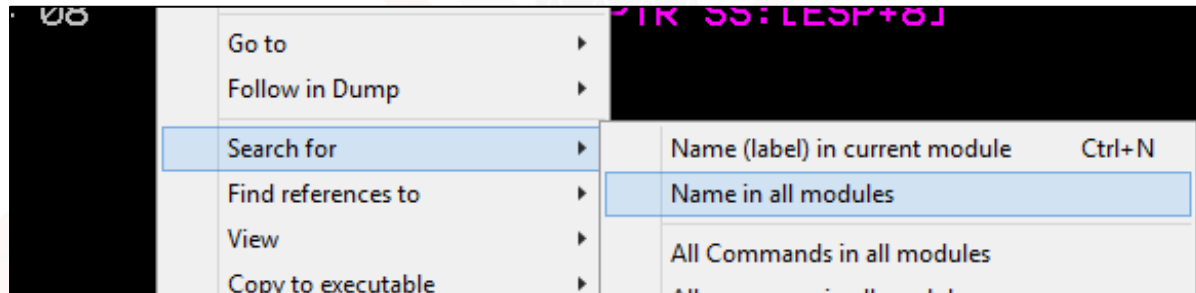 08 PTR SS:[ESP+8]
Go to
Follow in Dump
Search for
Name (label) in current module Ctrl+N
Find references to
Name in all modules
View
All Commands in all modules
Copy to executable